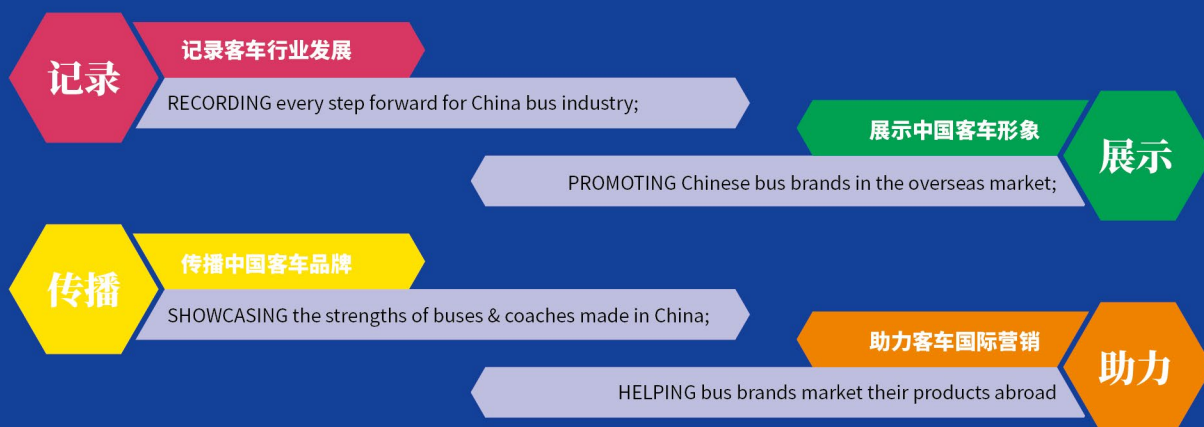 记录
记录客车行业发展
RECORDING every step forward for China bus industry;
展示中国客车形象
展示
PROMOTING Chinese bus brands in the overseas market;
传播
传播中国客车品牌
SHOWCASING the strengths of buses & coaches made in China;
助力客车国际营销
助力
HELPING bus brands market their products abroad